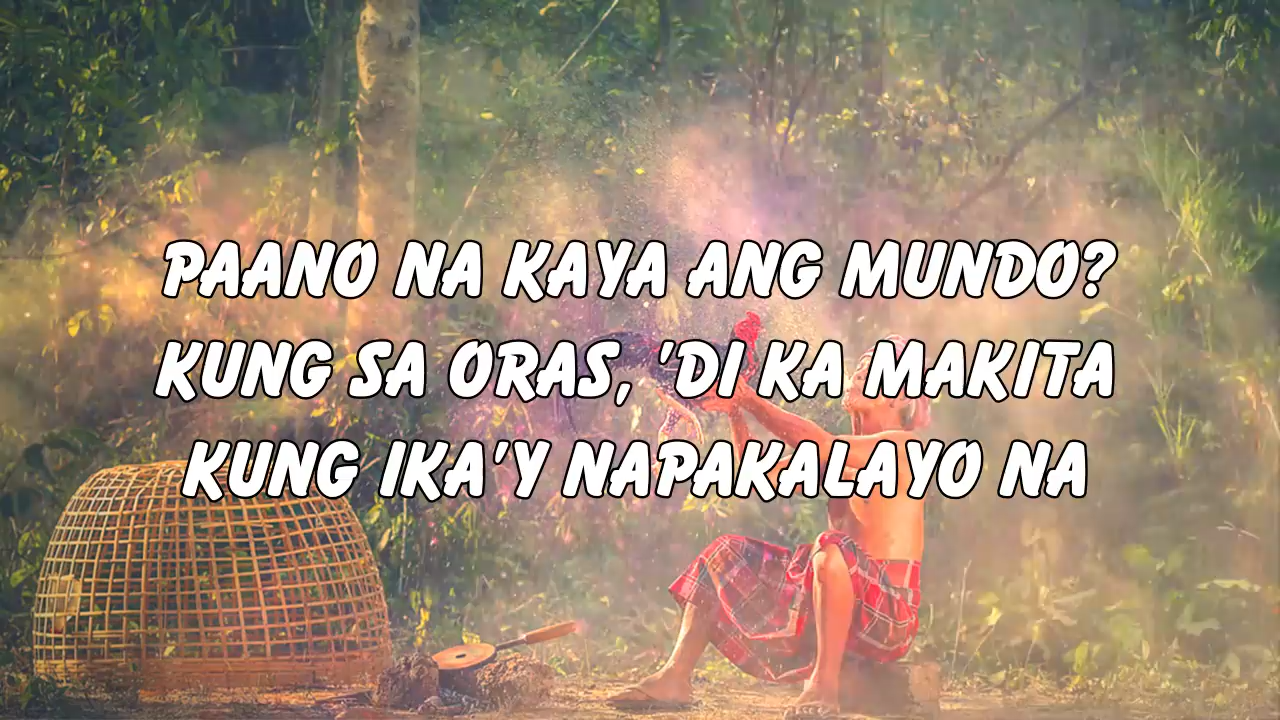 PAANO NA KAYA ANG MUNDO?
KUNG SA ORAS, 'DI KA MAKITA
KUNG IKA'Y NAPAKALAYO NA